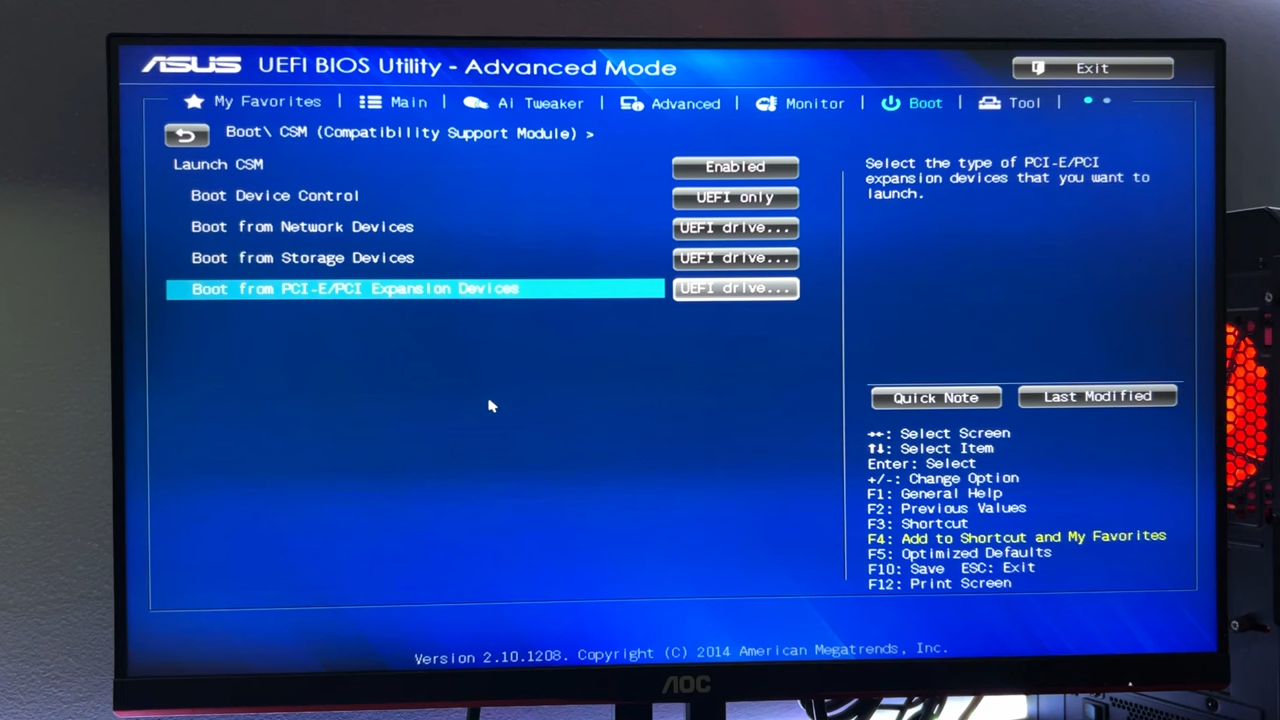 ASUS UEFI BIOS Utility - Advanced Mode Exit
My Favorites Main Ai Tweaker Advanced Monitor Boot Tool
Boot\ CSM (Compatibility Support Module) >
Launch CSM Enabled
Boot Device Control UEFI only
Boot from Network Devices UEFI drive...
Boot from Storage Devices UEFI drive...
Boot from PCI-E/PCI Expansion Devices UEFI drive...
Select the type of PCI-E/PCI
expansion devices that you want to
launch.
Quick Note Last Modified
→←: Select Screen
↑↓: Select Item
Enter: Select
+/-: Change Option
F1: General Help
F2: Previous Values
F3: Shortcut
F4: Add to Shortcut and My Favorites
F5: Optimized Defaults
F10: Save ESC: Exit
F12: Print Screen
Version 2.10.1208. Copyright (C) 2014 American Megatrends, Inc.
AOC